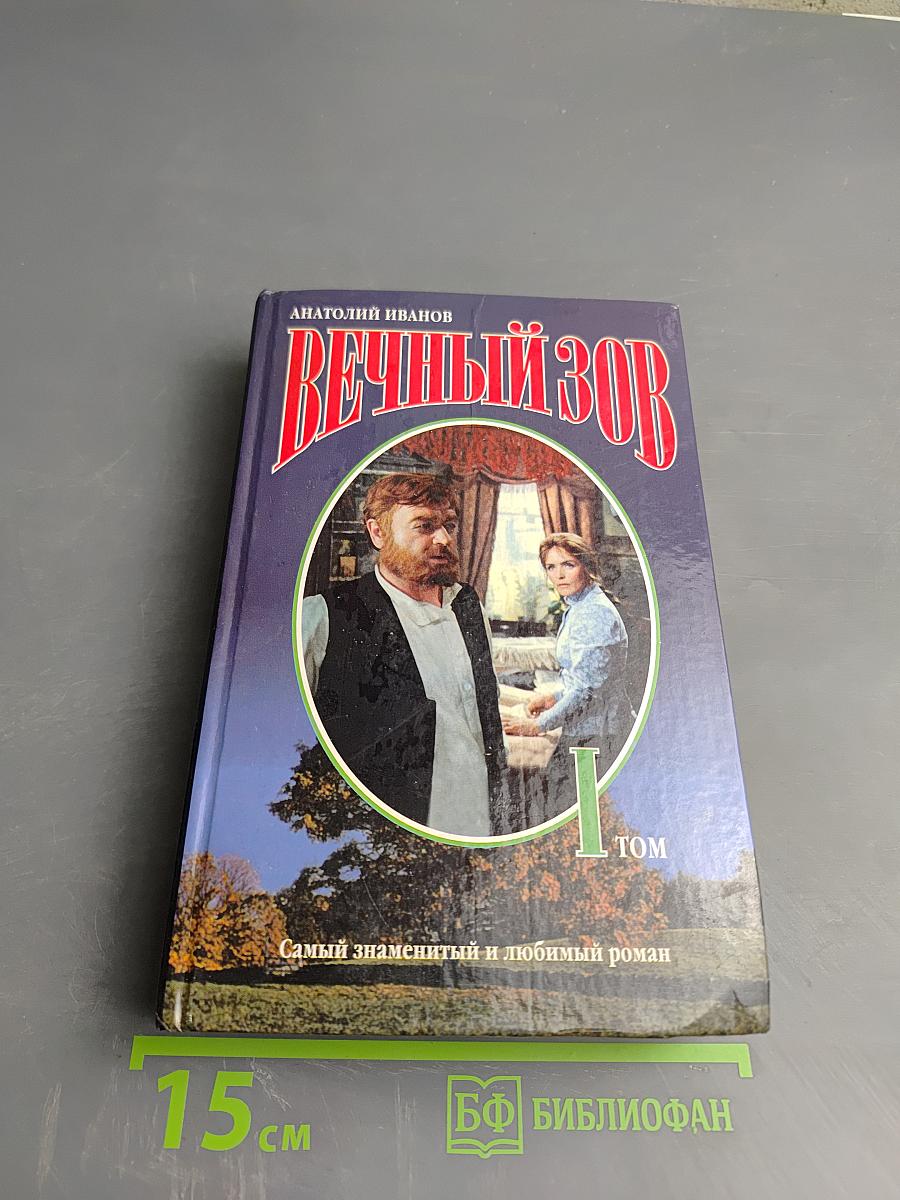 АНАТОЛИЙ ИВАНОВ
ВЕЧНЫЙ ЗОВ
I ТОМ
Самый знаменитый и любимый роман
15 см
БФ БИБЛИОФАН